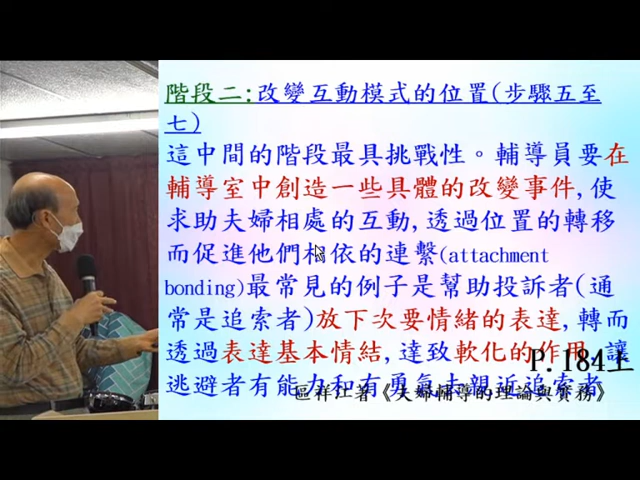 階段二:改變互動模式的位置(步驟五至
七)
這中間的階段最具挑戰性。輔導員要在
輔導室中創造一些具體的改變事件,使
求助夫婦相處的互動,透過位置的轉移
而促進他們相依的連繫(attachment
bonding)最常見的例子是幫助投訴者(通
常是追索者)放下次要情緒的表達,轉而
透過表達基本情結,達致軟化的作用,讓
逃避者有能力和有勇氣去親近追索者
P.184上
區祥江著《夫婦輔導的理論與實務》